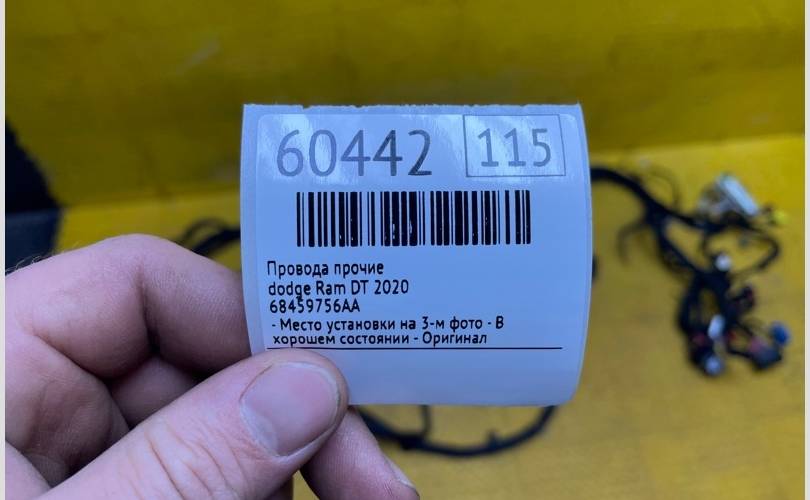 60442 115
Провода прочие
dodge Ram DT 2020
68459756AA
- Место установки на 3-м фото - В
хорошем состоянии - Оригинал